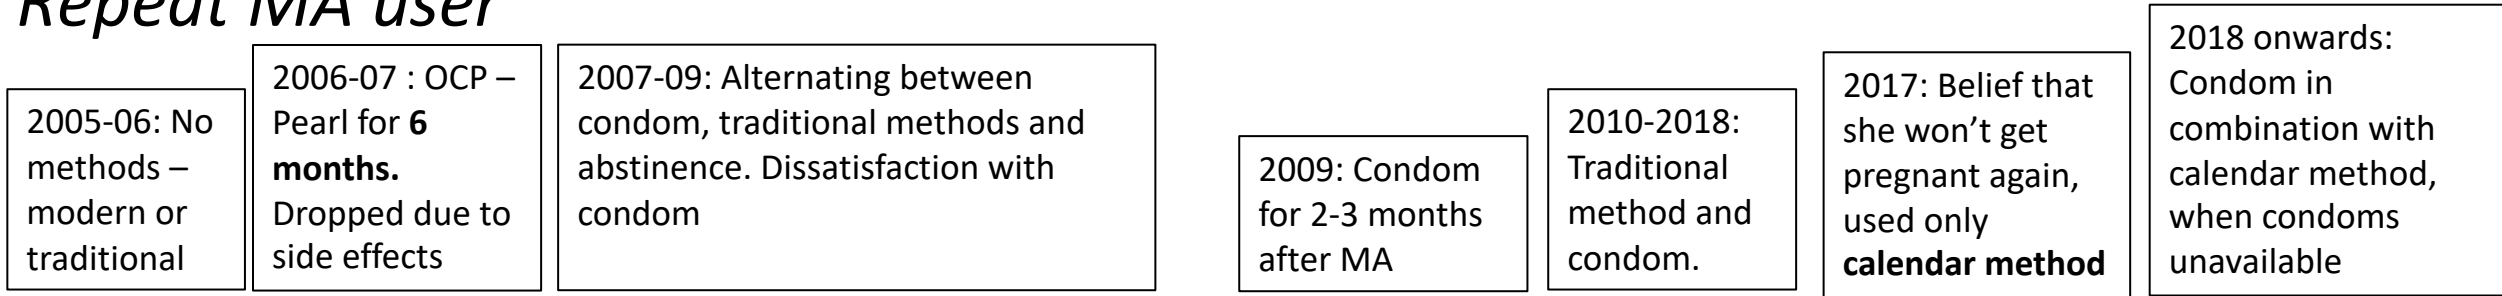 Repeat MA user
2005-06: No
methods –
modern or
traditional
2006-07 : OCP –
Pearl for 6
months.
Dropped due to
side effects
2007-09: Alternating between
condom, traditional methods and
abstinence. Dissatisfaction with
condom
2009: Condom
for 2-3 months
after MA
2010-2018:
Traditional
method and
condom.
2017: Belief that
she won’t get
pregnant again,
used only
calendar method
2018 onwards:
Condom in
combination with
calendar method,
when condoms
unavailable